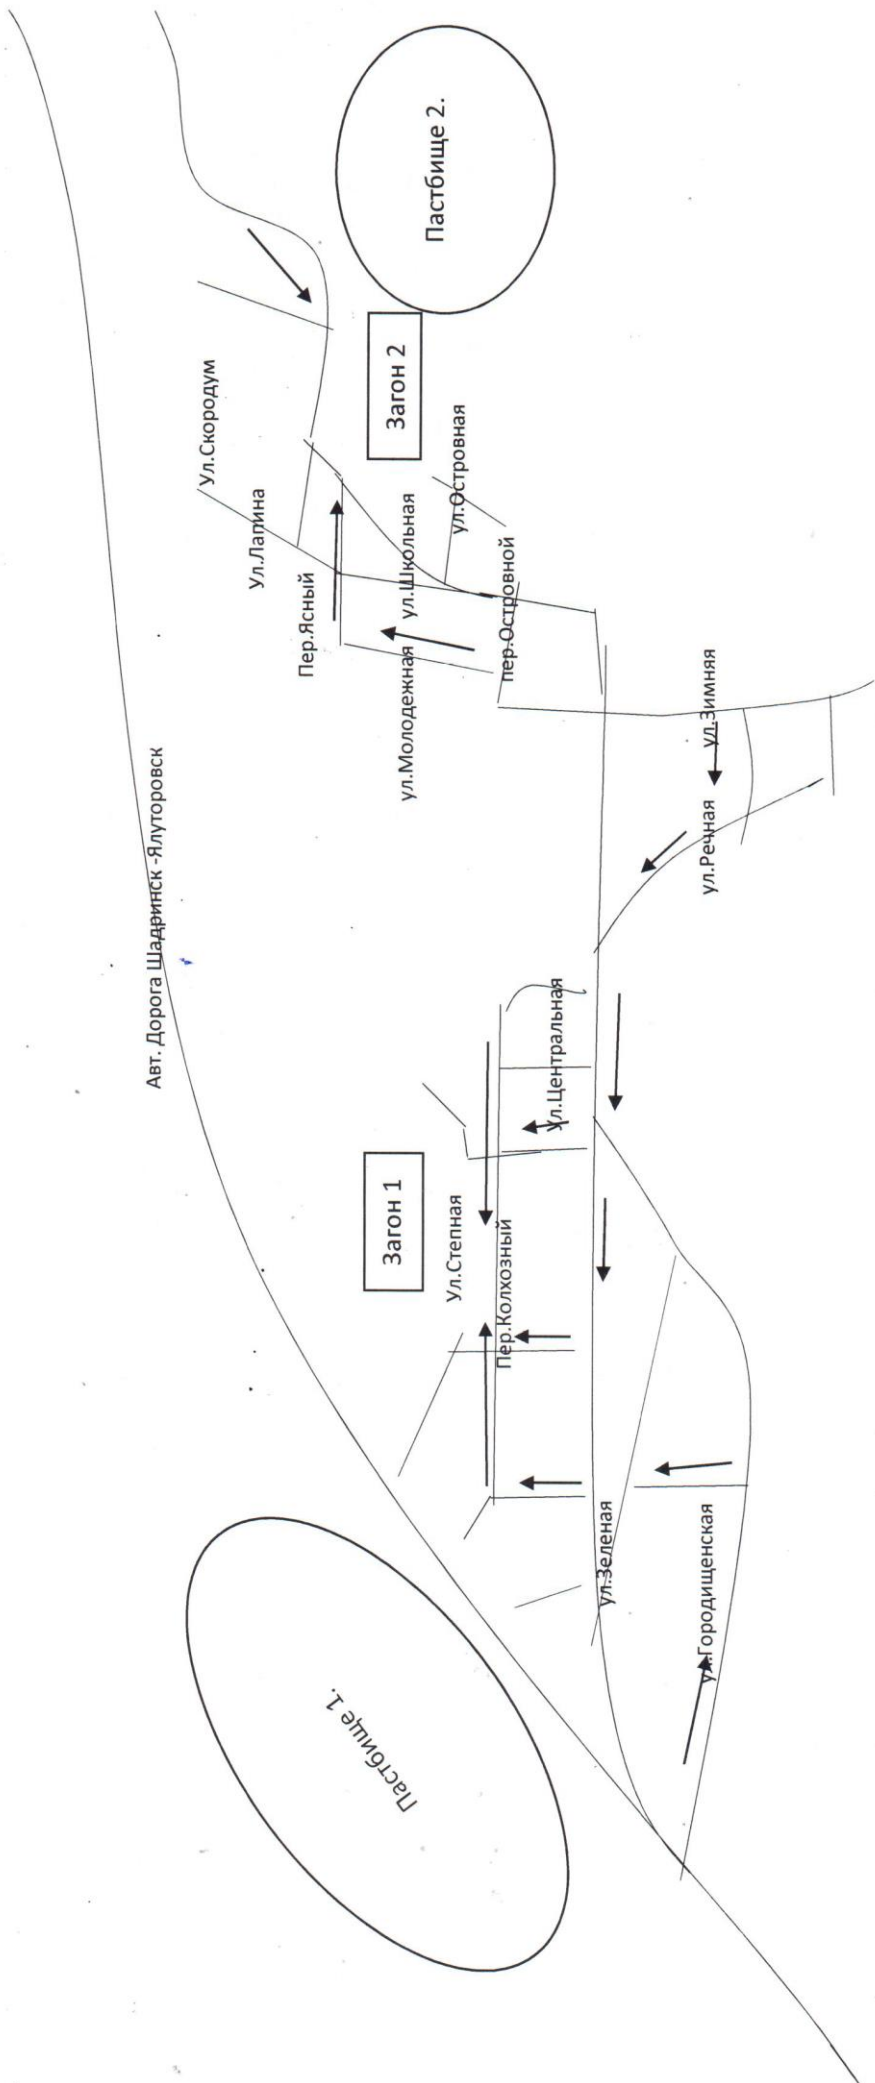 Авт. Дорога Шадринск -Ялуторовск
Ул.Скородум
Ул.Лапина
Пер.Ясный
Загон 2
Пастбище 2.
ул.Школьная
ул.Молодежная
ул.Островная
пер.Островной
ул.Зимняя
ул.Речная
Ул.Центральная
Загон 1
Ул.Степная
Пер.Колхозный
Пастбище 1.
ул.Зеленая
ул.Городищенская